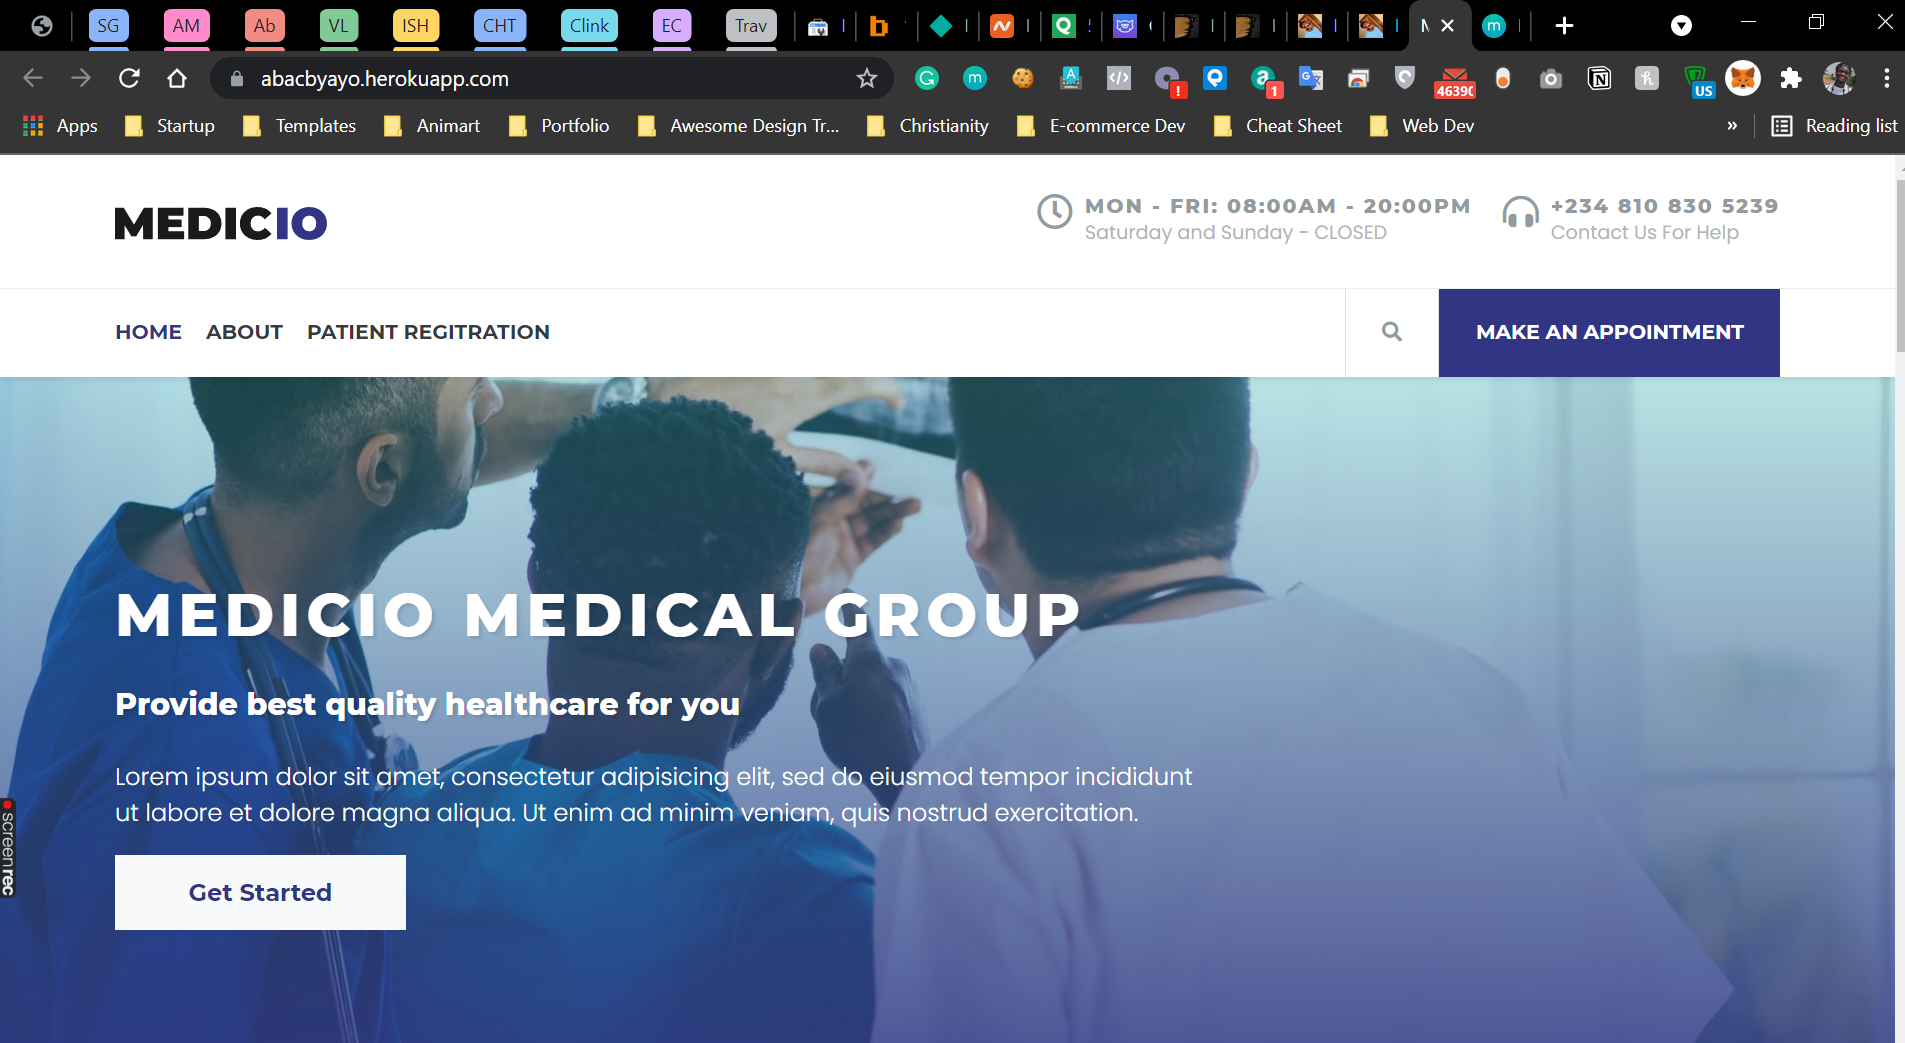 SG AM Ab VL ISH CHT Clink EC Trav
abacbyayo.herokuapp.com
! 1 46390 US
Apps Startup Templates Animart Portfolio Awesome Design Tr... Christianity E-commerce Dev Cheat Sheet Web Dev » Reading list
MEDICIO
MON - FRI: 08:00AM - 20:00PM
Saturday and Sunday - CLOSED
+234 810 830 5239
Contact Us For Help
HOME ABOUT PATIENT REGITRATION
MAKE AN APPOINTMENT
MEDICIO MEDICAL GROUP
Provide best quality healthcare for you
Lorem ipsum dolor sit amet, consectetur adipisicing elit, sed do eiusmod tempor incididunt
ut labore et dolore magna aliqua. Ut enim ad minim veniam, quis nostrud exercitation.
Get Started
screenrec